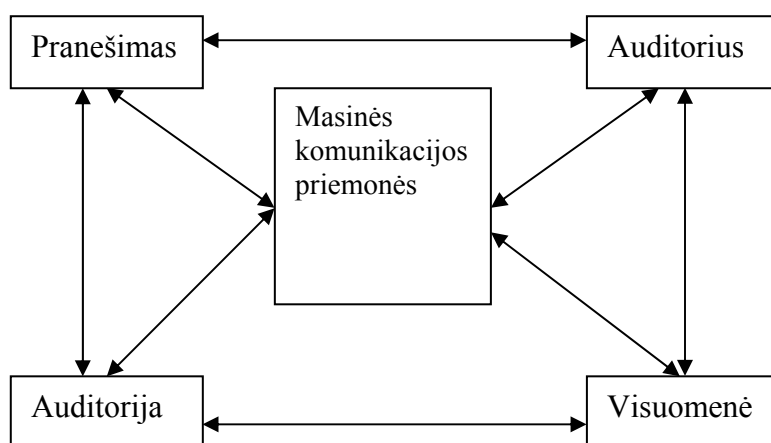 Pranešimas
Auditorius
Masinės
komunikacijos
priemonės
Auditorija
Visuomenė